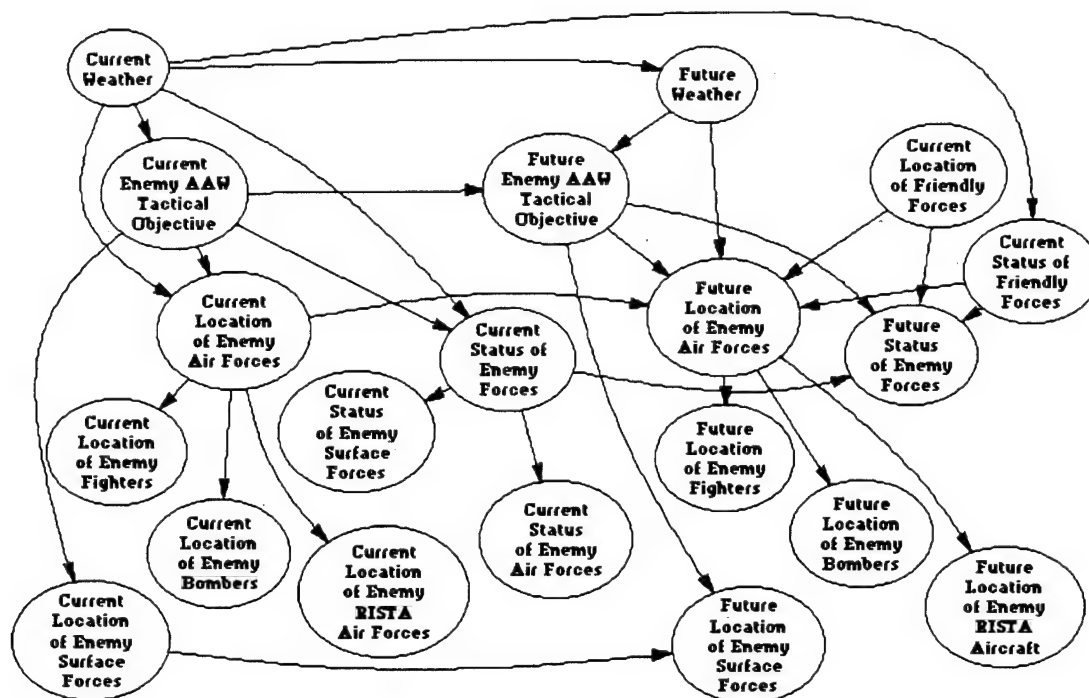 Current
Weather
Future
Weather
Current
Enemy AAW
Tactical
Objective
Future
Enemy AAW
Tactical
Objective
Current
Location
of Friendly
Forces
Current
Status of
Friendly
Forces
Current
Location
of Enemy
Air Forces
Current
Status of
Enemy
Forces
Future
Location
of Enemy
Air Forces
Future
Status
of Enemy
Forces
Current
Location
of Enemy
Fighters
Current
Status
of Enemy
Surface
Forces
Future
Location
of Enemy
Fighters
Current
Location
of Enemy
Bombers
Current
Location
of Enemy
RISTA
Air Forces
Current
Status
of Enemy
Air Forces
Future
Location
of Enemy
Bombers
Future
Location
of Enemy
RISTA
Aircraft
Current
Location
of Enemy
Surface
Forces
Future
Location
of Enemy
Surface
Forces